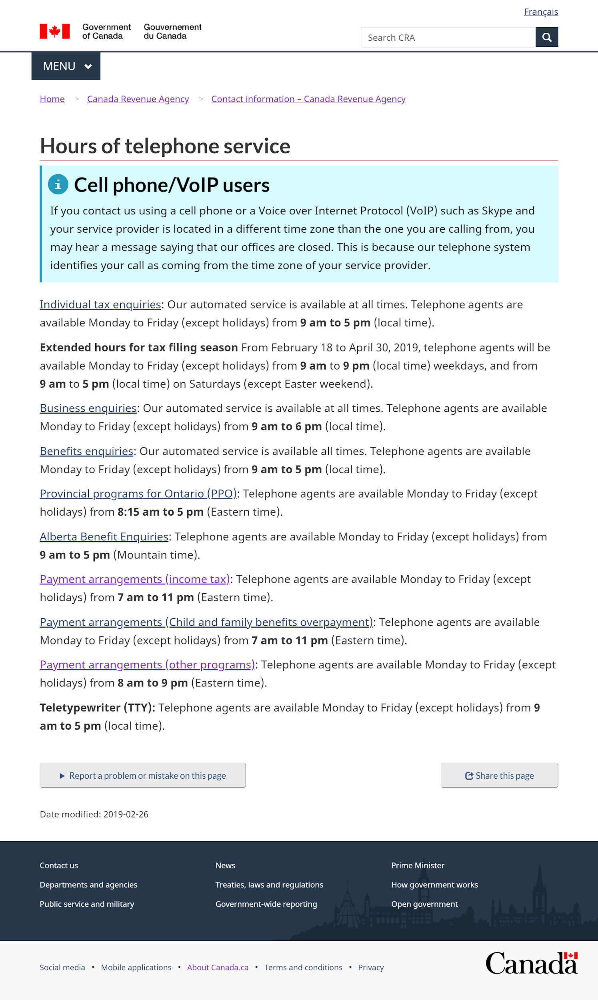 Français
Government
of Canada
Gouvernement
du Canada
Search CRA
MENU
Home > Canada Revenue Agency > Contact information – Canada Revenue Agency
Hours of telephone service
Cell phone/VoIP users
If you contact us using a cell phone or a Voice over Internet Protocol (VoIP) such as Skype and
your service provider is located in a different time zone than the one you are calling from, you
may hear a message saying that our offices are closed. This is because our telephone system
identifies your call as coming from the time zone of your service provider.
Individual tax enquiries: Our automated service is available at all times. Telephone agents are
available Monday to Friday (except holidays) from 9 am to 5 pm (local time).
Extended hours for tax filing season From February 18 to April 30, 2019, telephone agents will be
available Monday to Friday (except holidays) from 9 am to 9 pm (local time) weekdays, and from
9 am to 5 pm (local time) on Saturdays (except Easter weekend).
Business enquiries: Our automated service is available at all times. Telephone agents are available
Monday to Friday (except holidays) from 9 am to 6 pm (local time).
Benefits enquiries: Our automated service is available all times. Telephone agents are available
Monday to Friday (except holidays) from 9 am to 5 pm (local time).
Provincial programs for Ontario (PPO): Telephone agents are available Monday to Friday (except
holidays) from 8:15 am to 5 pm (Eastern time).
Alberta Benefit Enquiries: Telephone agents are available Monday to Friday (except holidays) from
9 am to 5 pm (Mountain time).
Payment arrangements (income tax): Telephone agents are available Monday to Friday (except
holidays) from 7 am to 11 pm (Eastern time).
Payment arrangements (Child and family benefits overpayment): Telephone agents are available
Monday to Friday (except holidays) from 7 am to 11 pm (Eastern time).
Payment arrangements (other programs): Telephone agents are available Monday to Friday (except
holidays) from 8 am to 9 pm (Eastern time).
Teletypewriter (TTY): Telephone agents are available Monday to Friday (except holidays) from 9
am to 5 pm (local time).
Report a problem or mistake on this page
Share this page
Date modified: 2019-02-26
Contact us
News
Prime Minister
Departments and agencies
Treaties, laws and regulations
How government works
Public service and military
Government-wide reporting
Open government
Social media • Mobile applications • About Canada.ca • Terms and conditions • Privacy
Canada